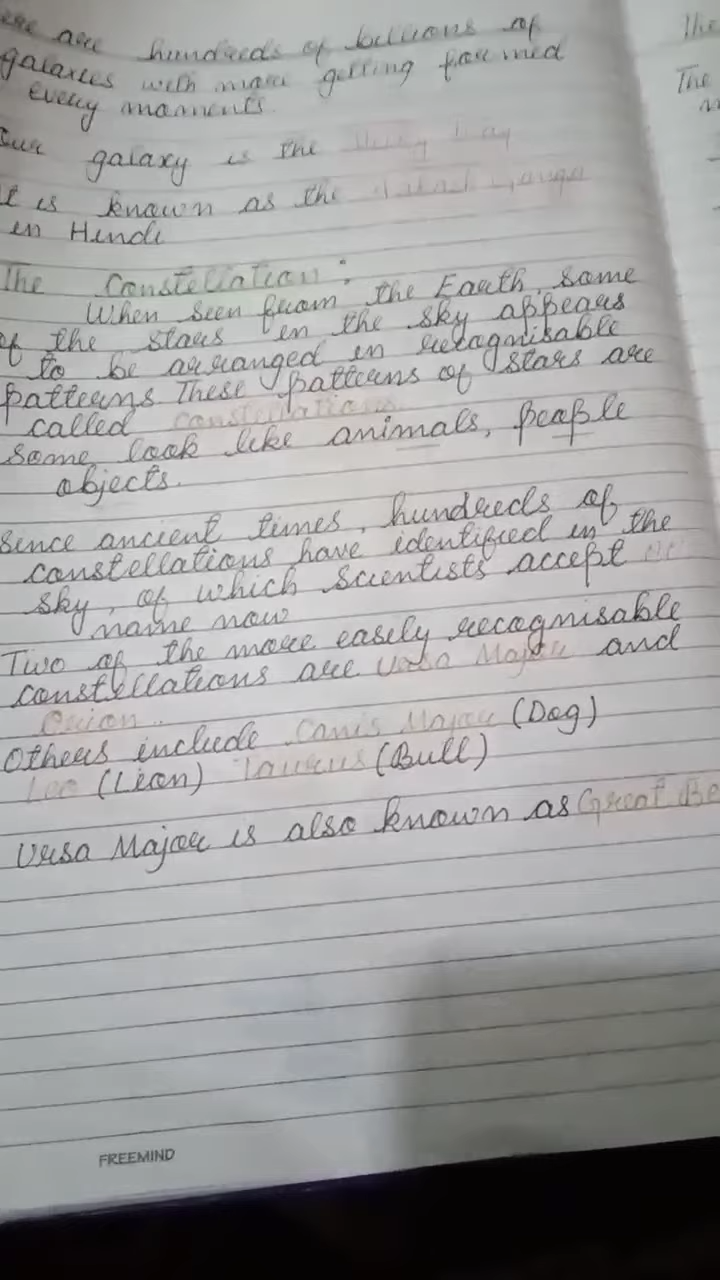 ere are hundreds of billions of
galaxies with more getting formed
every moments.
Our galaxy is the Milky Way
It is known as the Akash Ganga
in Hindi
The Constellation:
When seen from the Earth, some
of the stars in the sky appears
to be arranged in recognisable
patterns These patterns of stars are
called constellations
Some look like animals, people
objects.
Since ancient times, hundreds of
constellations have identified in the
sky, of which scientists accept
name now
Two of the more easily recognisable
constellations are Ursa Major and
Orion.
Others include Canis Major (Dog)
Leo (Lion) Taurus (Bull)
Ursa Major is also known as Great Be
FREEMIND
The
The